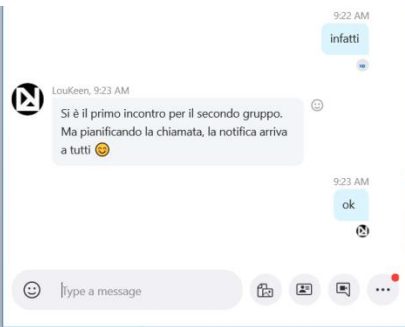 9:22 AM
infatti
LouKeen, 9:23 AM
Si è il primo incontro per il secondo gruppo.
Ma pianificando la chiamata, la notifica arriva
a tutti 😊
9:23 AM
ok
Type a message